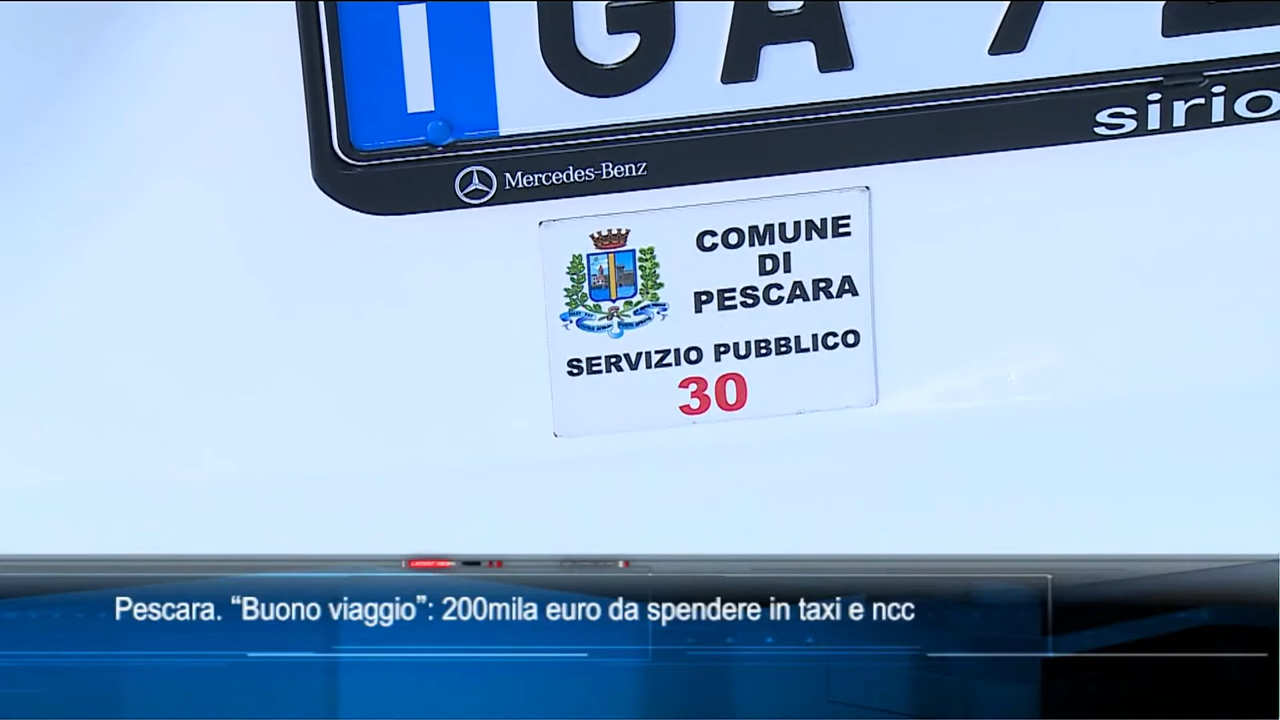 I
GA
sirio
Mercedes-Benz
COMUNE
DI
PESCARA
SERVIZIO PUBBLICO
30
Pescara. “Buono viaggio”: 200mila euro da spendere in taxi e ncc